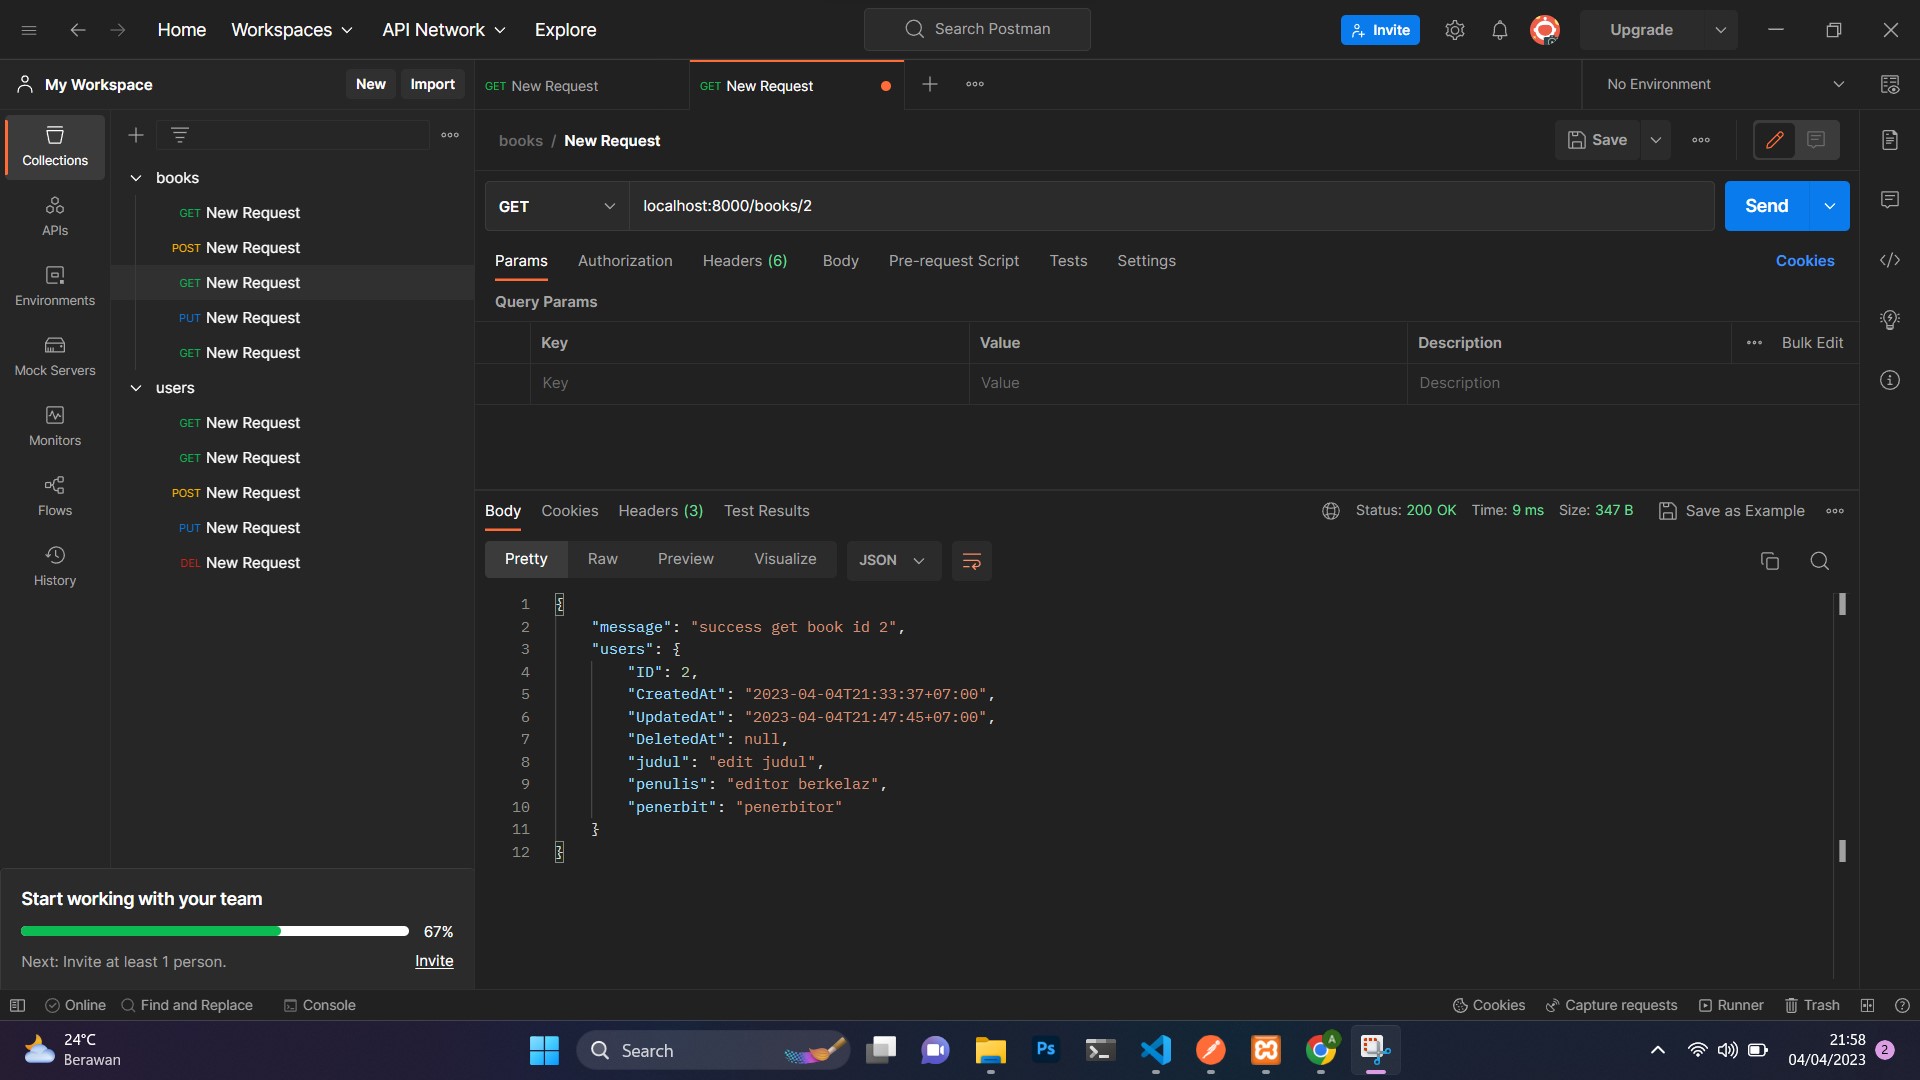 Home Workspaces API Network Explore Search Postman Invite Upgrade
My Workspace New Import GET New Request GET New Request No Environment
Collections
APIs
Environments
Mock Servers
Monitors
Flows
History
books
GET New Request
POST New Request
GET New Request
PUT New Request
GET New Request
users
GET New Request
GET New Request
POST New Request
PUT New Request
DEL New Request
Start working with your team
67%
Next: Invite at least 1 person. Invite
books / New Request Save
GET localhost:8000/books/2 Send
Params Authorization Headers (6) Body Pre-request Script Tests Settings Cookies
Query Params
Key Value Description Bulk Edit
Key Value Description
Body Cookies Headers (3) Test Results Status: 200 OK Time: 9 ms Size: 347 B Save as Example
Pretty Raw Preview Visualize JSON
1 {
2 "message": "success get book id 2",
3 "users": {
4 "ID": 2,
5 "CreatedAt": "2023-04-04T21:33:37+07:00",
6 "UpdatedAt": "2023-04-04T21:47:45+07:00",
7 "DeletedAt": null,
8 "judul": "edit judul",
9 "penulis": "editor berkelaz",
10 "penerbit": "penerbitor"
11 }
12 }
Online Find and Replace Console Cookies Capture requests Runner Trash
24°C
Berawan
Search
Ps
A
21:58
04/04/2023
2